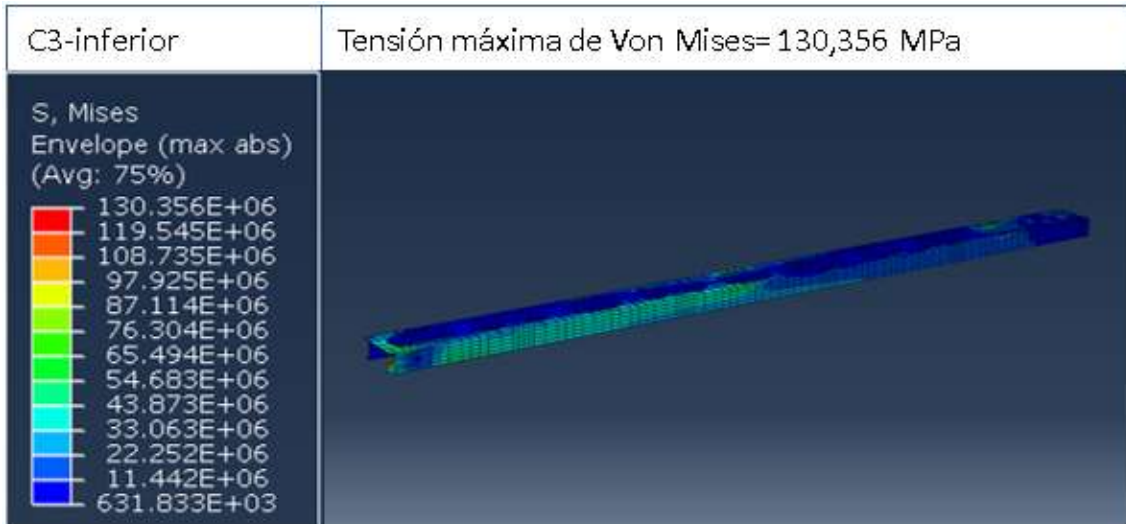 C3-inferior
Tensión máxima de Von Mises= 130,356 MPa
S, Mises
Envelope (max abs)
(Avg: 75%)
130.356E+06
119.545E+06
108.735E+06
97.925E+06
87.114E+06
76.304E+06
65.494E+06
54.683E+06
43.873E+06
33.063E+06
22.252E+06
11.442E+06
631.833E+03